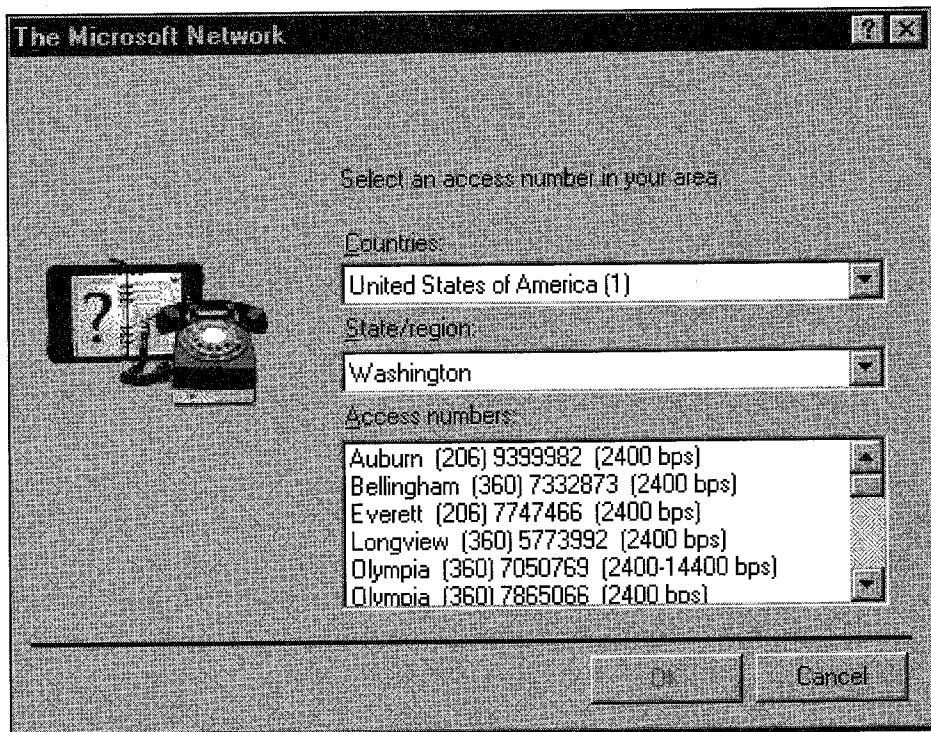 The Microsoft Network
Select an access number in your area.
Countries:
United States of America (1)
State/region:
Washington
Access numbers:
Auburn (206) 9399982 (2400 bps)
Bellingham (360) 7332873 (2400 bps)
Everett (206) 7747466 (2400 bps)
Longview (360) 5773992 (2400 bps)
Olympia (360) 7050769 (2400-14400 bps)
Olympia (360) 7865066 (2400 bps)
OK Cancel